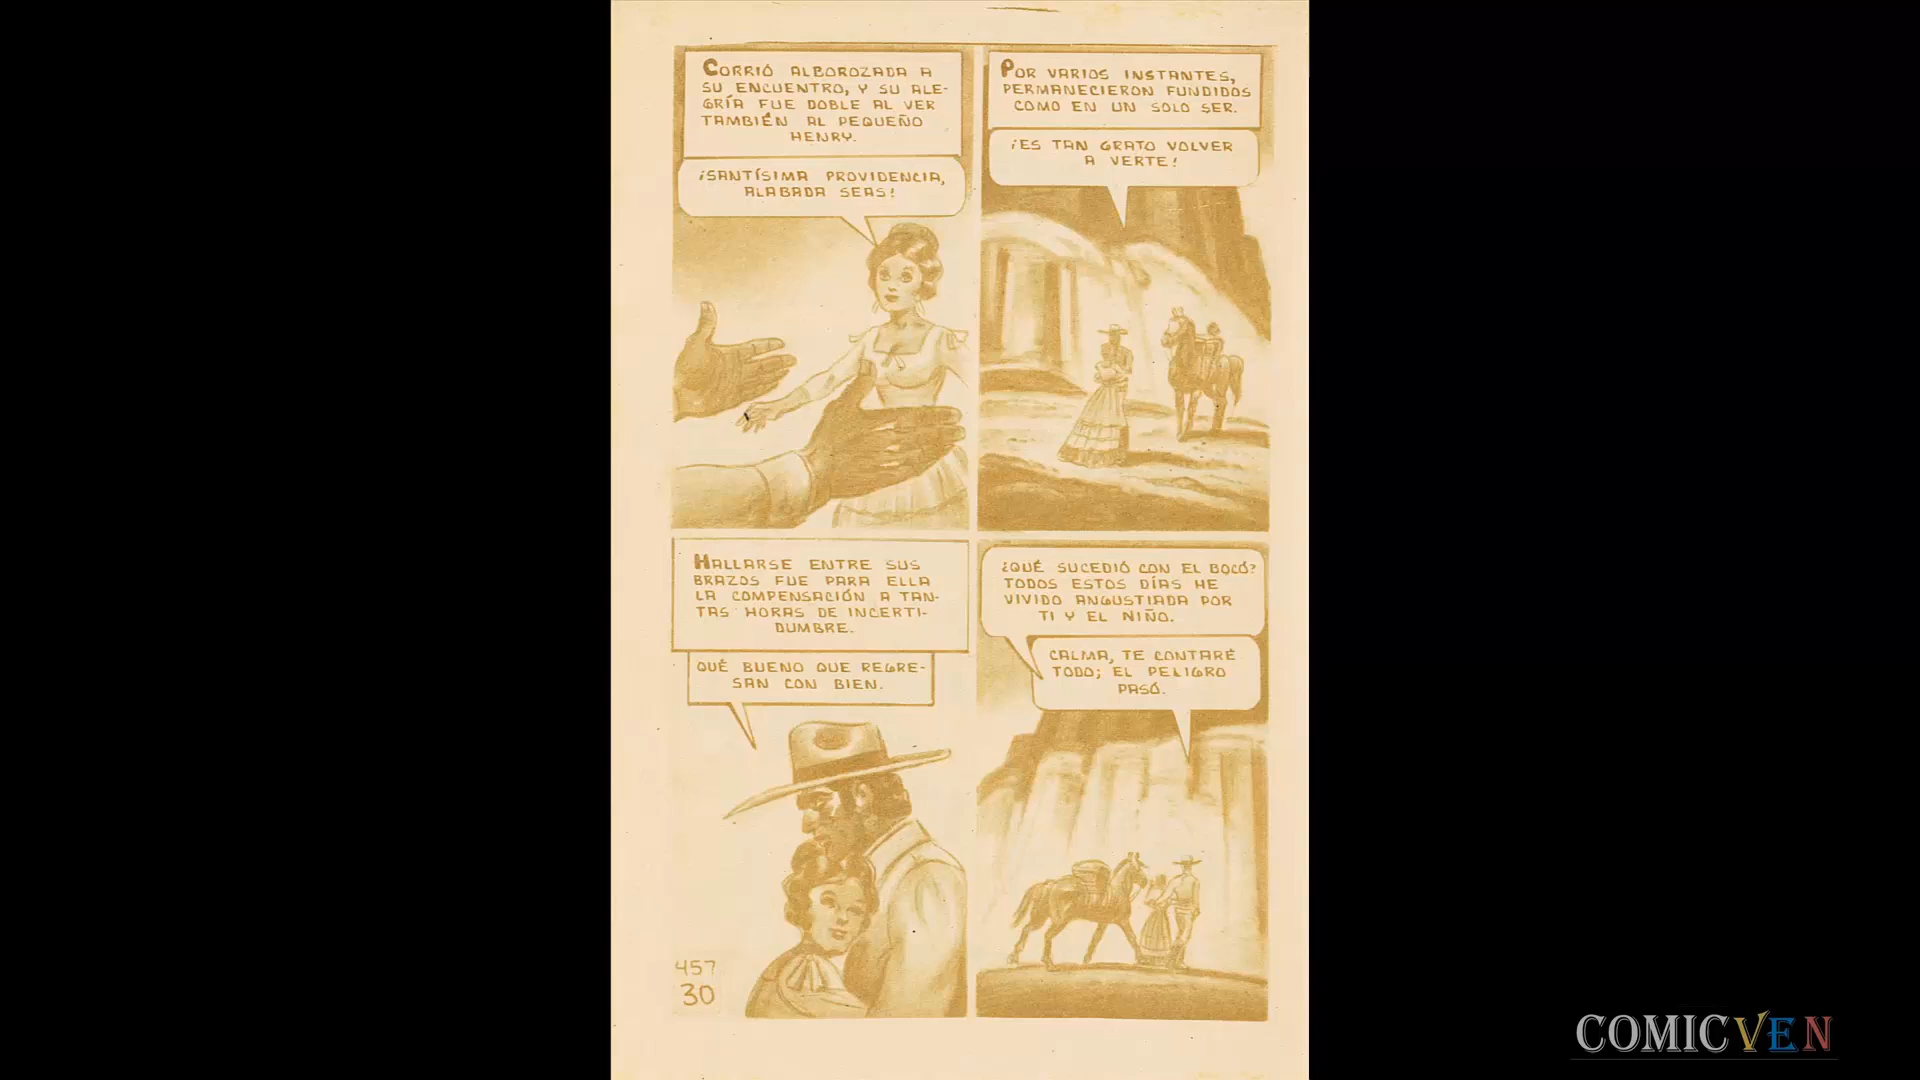 CORRIÓ ALBOROZADA A
SU ENCUENTRO, Y SU ALE-
GRÍA FUE DOBLE AL VER
TAMBIÉN AL PEQUEÑO
HENRY.
¡SANTÍSIMA PROVIDENCIA,
ALABADA SEAS!
POR VARIOS INSTANTES,
PERMANECIERON FUNDIDOS
COMO EN UN SOLO SER.
¡ES TAN GRATO VOLVER
A VERTE!
HALLARSE ENTRE SUS
BRAZOS FUE PARA ELLA
LA COMPENSACIÓN A TAN-
TAS HORAS DE INCERTI-
DUMBRE.
QUÉ BUENO QUE REGRE-
SAN CON BIEN.
457
30
¿QUÉ SUCEDIÓ CON EL BOCÓ?
TODOS ESTOS DÍAS HE
VIVIDO ANGUSTIADA POR
TI Y EL NIÑO.
CALMA, TE CONTARÉ
TODO; EL PELIGRO
PASÓ.
COMICVEN